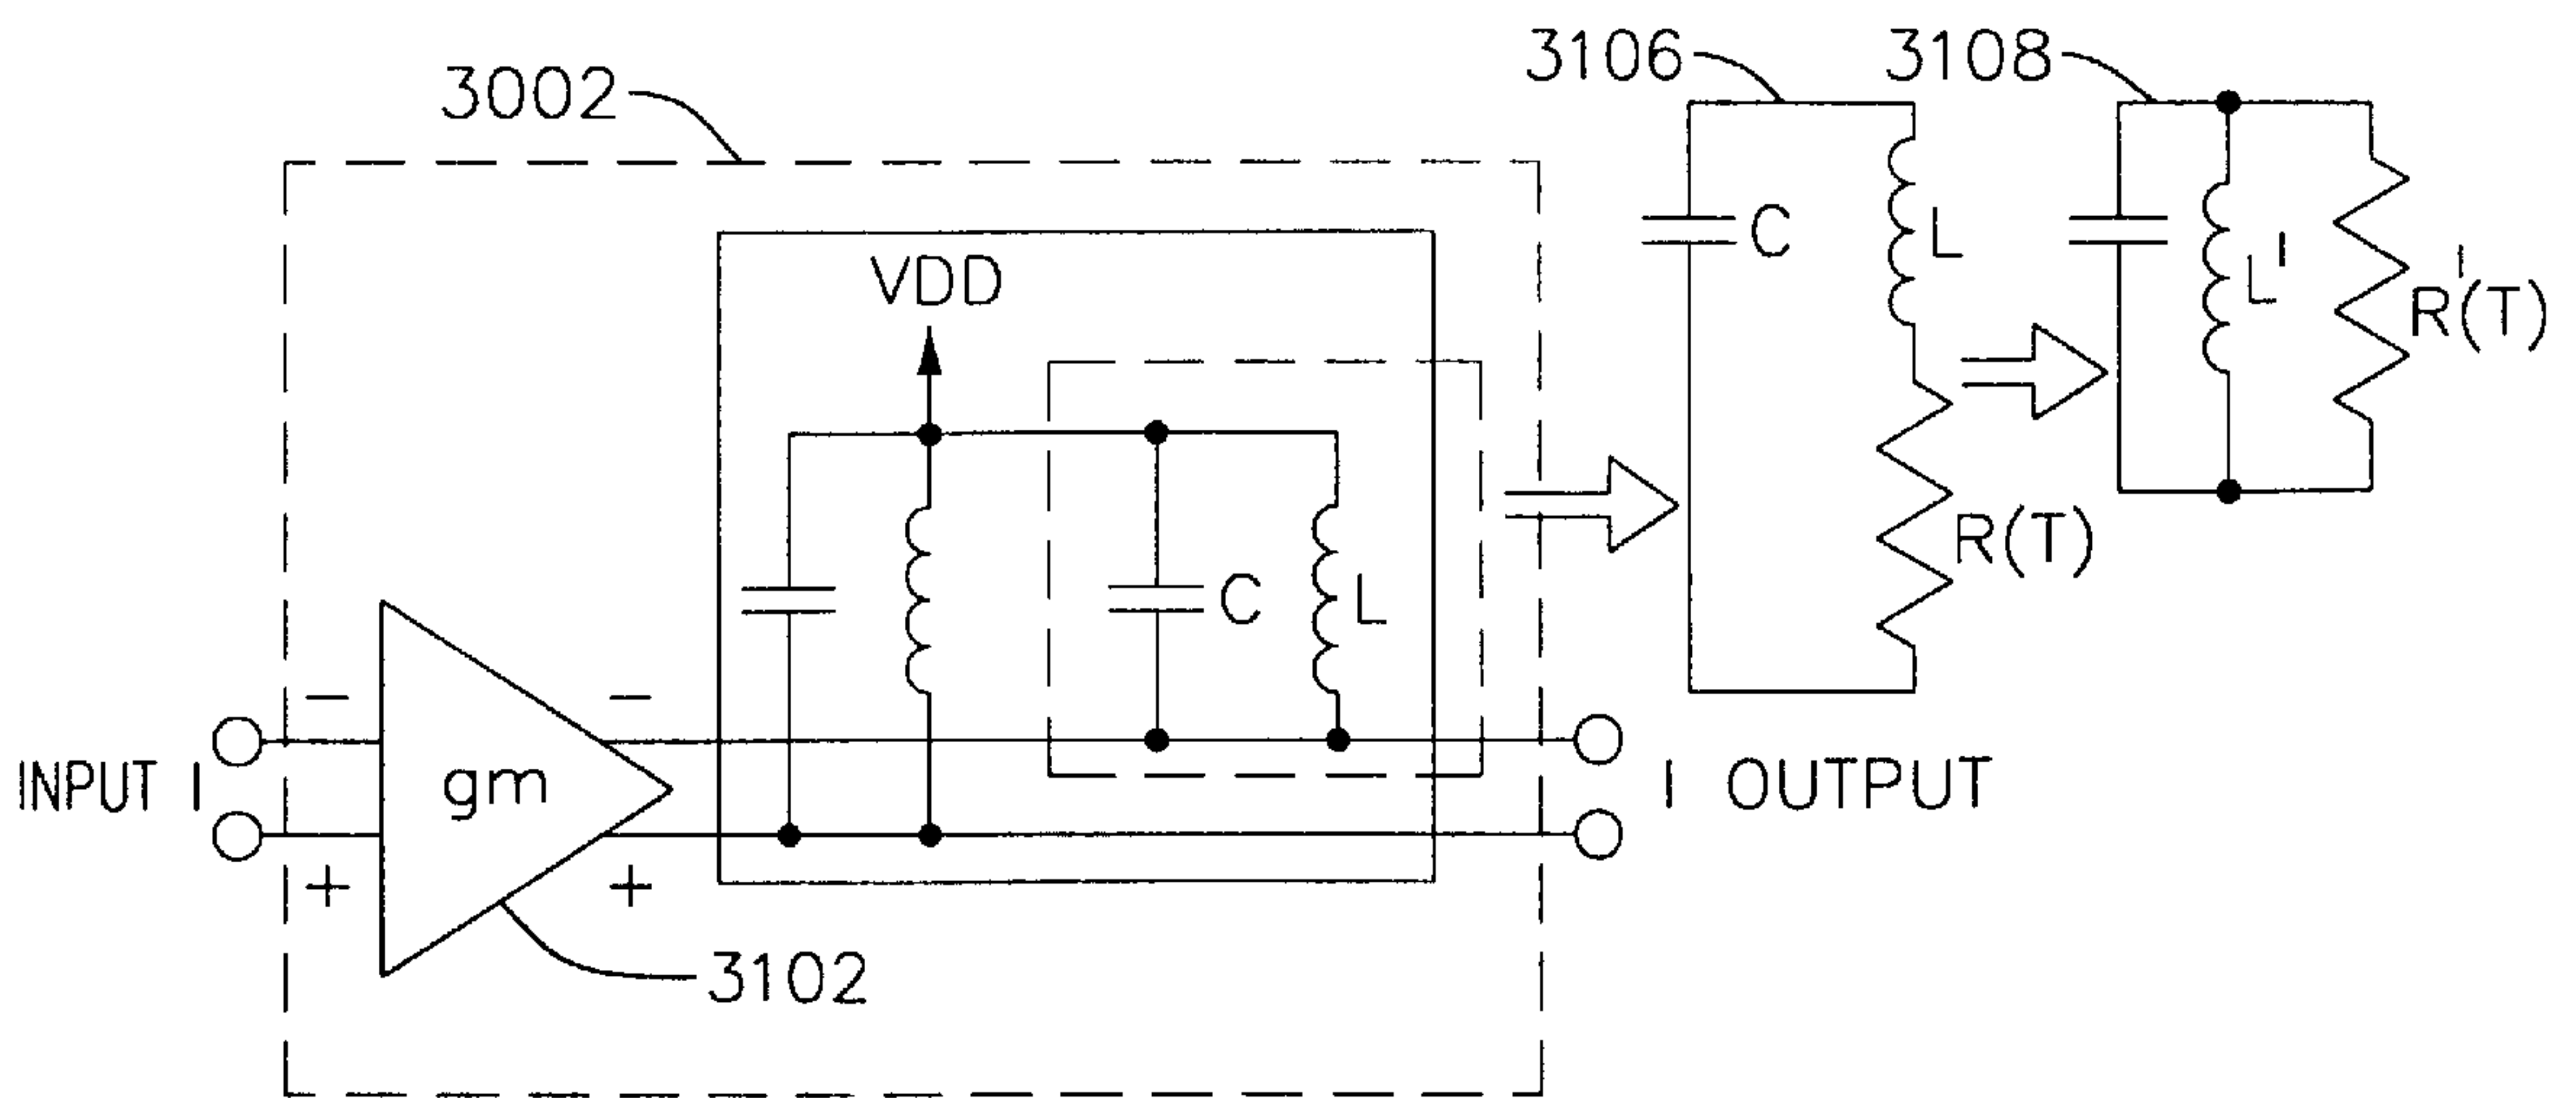 3002
3106
3108
VDD
C
L
L'
R'(T)
R(T)
C
L
gm
− −
+ +
INPUT I
I OUTPUT
3102